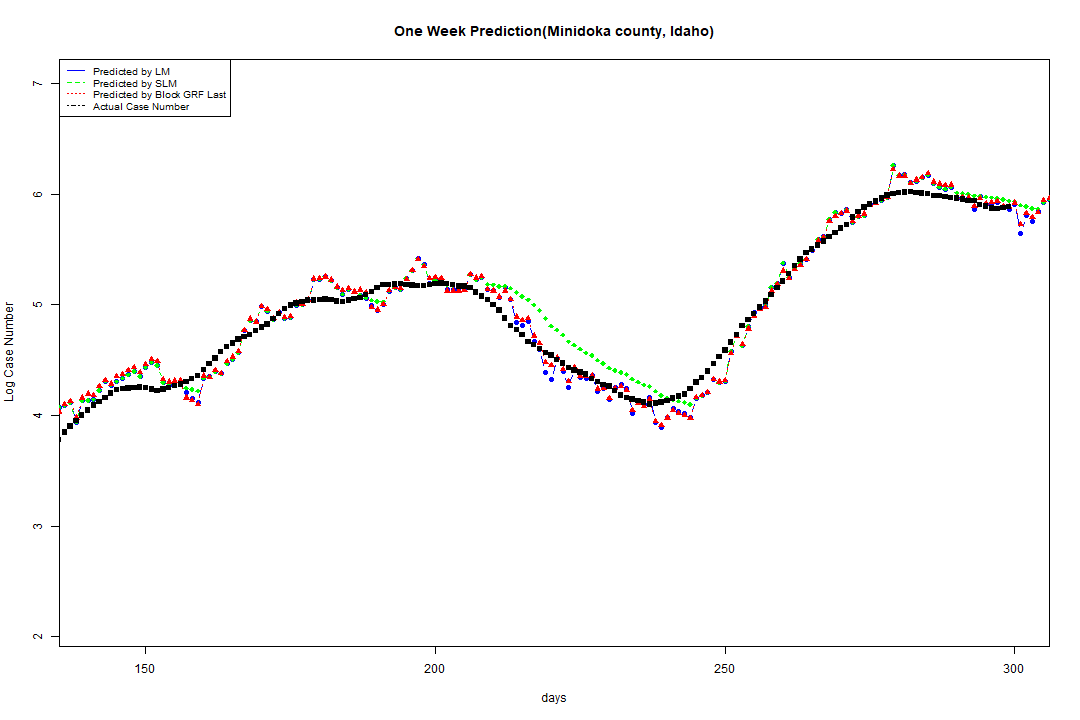 One Week Prediction(Minidoka county, Idaho)
Predicted by LM
Predicted by SLM
Predicted by Block GRF Last
Actual Case Number
7
6
5
4
3
2
Log Case Number
150
200
250
300
days